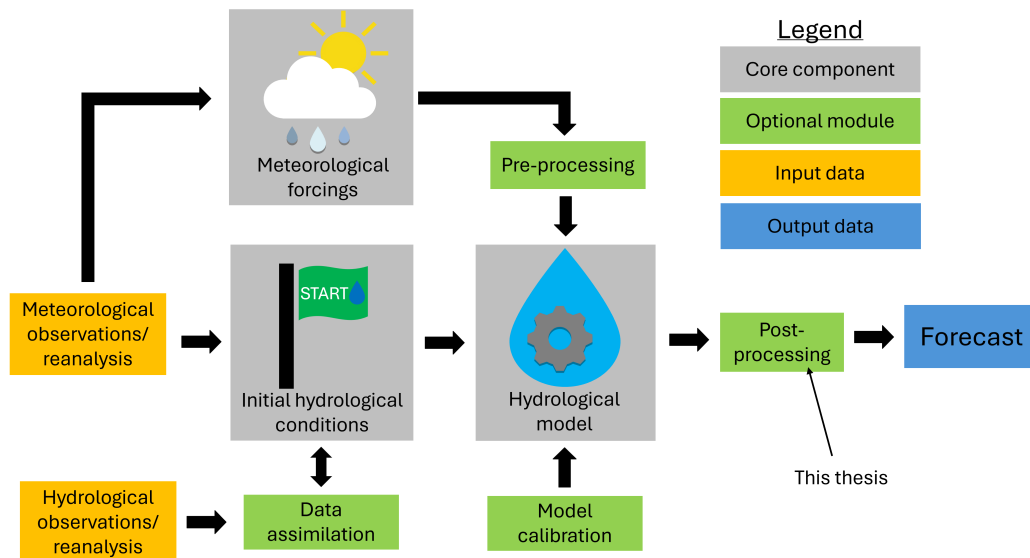 Legend
Core component
Optional module
Input data
Output data
Meteorological
forcings
Pre-processing
START
Meteorological
observations/
reanalysis
Initial hydrological
conditions
Hydrological
model
Post-
processing
Forecast
This thesis
Hydrological
observations/
reanalysis
Data
assimilation
Model
calibration